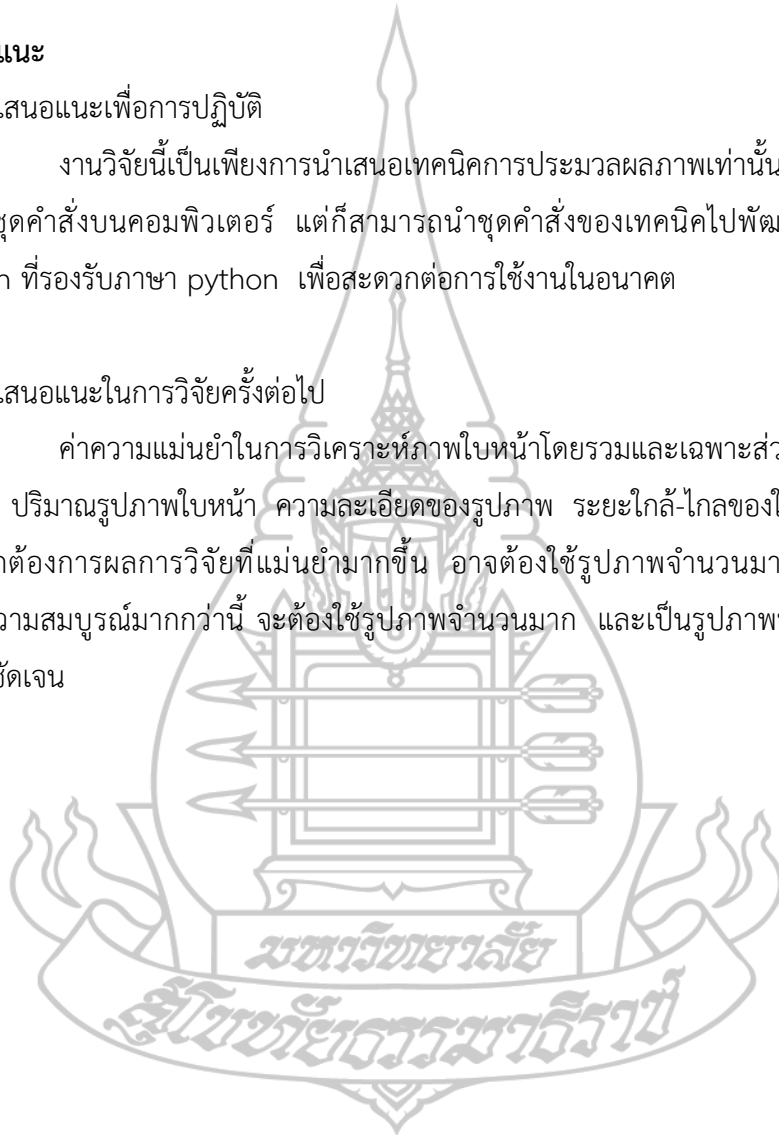 แนะ
เสนอแนะเพื่อการปฏิบัติ
งานวิจัยนี้เป็นเพียงการนำเสนอเทคนิคการประมวลผลภาพเท่านั้น
ชุดคำสั่งบนคอมพิวเตอร์ แต่ก็สามารถนำชุดคำสั่งของเทคนิคไปพัฒ
n ที่รองรับภาษา python เพื่อสะดวกต่อการใช้งานในอนาคต
เสนอแนะในการวิจัยครั้งต่อไป
ค่าความแม่นยำในการวิเคราะห์ภาพใบหน้าโดยรวมและเฉพาะส่ว
ปริมาณรูปภาพใบหน้า ความละเอียดของรูปภาพ ระยะใกล้-ไกลของใ
ต้องการผลการวิจัยที่แม่นยำมากขึ้น อาจต้องใช้รูปภาพจำนวนมา
วามสมบูรณ์มากกว่านี้ จะต้องใช้รูปภาพจำนวนมาก และเป็นรูปภาพ
ชัดเจน
มหาวิทยาลัย
สุโขทัยธรรมาธิราช